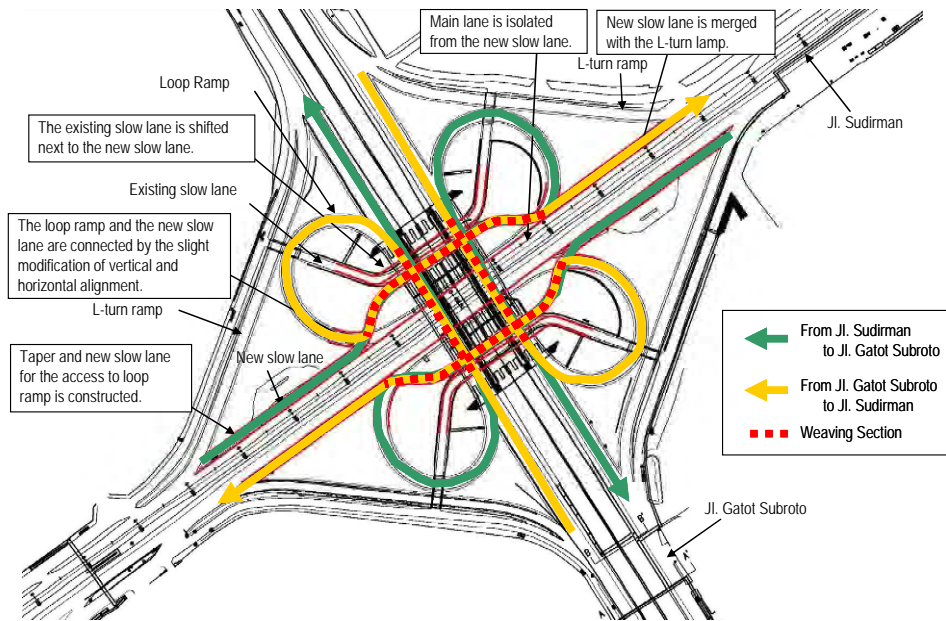 Main lane is isolated
from the new slow lane.
New slow lane is merged
with the L-turn lamp.
L-turn ramp
Loop Ramp
Jl. Sudirman
The existing slow lane is shifted
next to the new slow lane.
Existing slow lane
The loop ramp and the new slow
lane are connected by the slight
modification of vertical and
horizontal alignment.
L-turn ramp
Taper and new slow lane
for the access to loop
ramp is constructed.
New slow lane
From Jl. Sudirman
to Jl. Gatot Subroto
From Jl. Gatot Subroto
to Jl. Sudirman
Weaving Section
Jl. Gatot Subroto